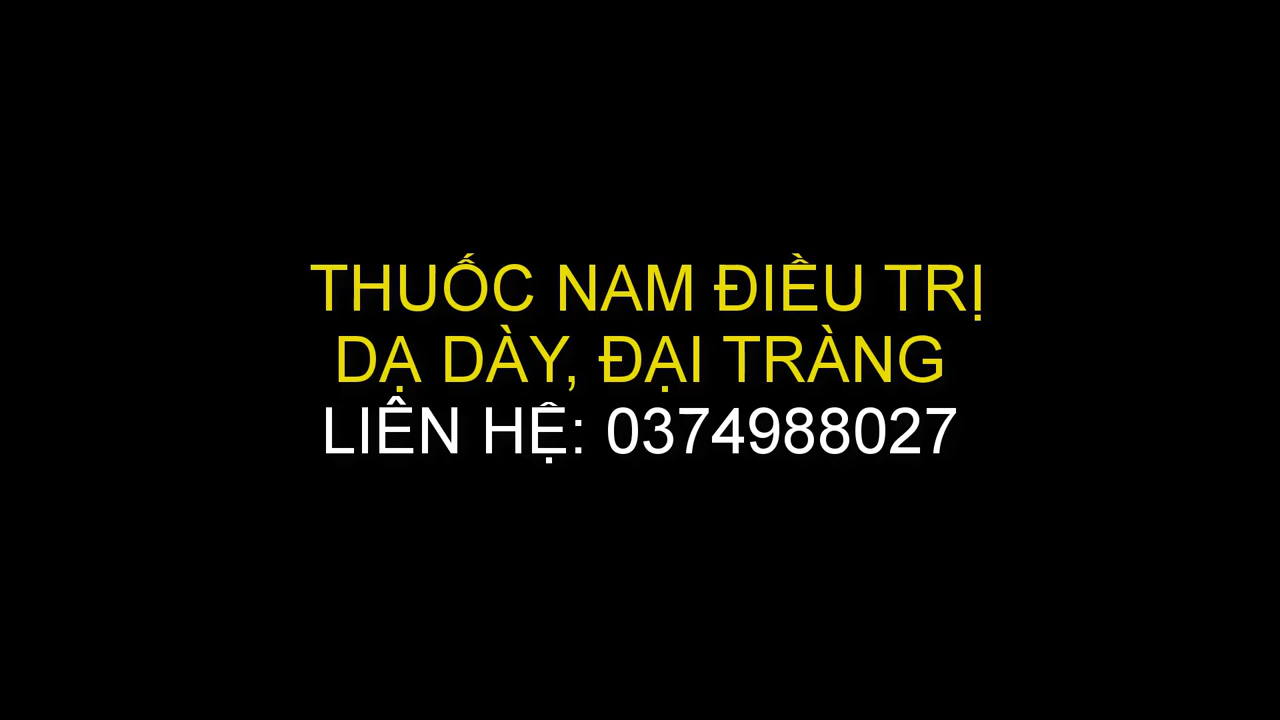 THUỐC NAM ĐIỀU TRỊ
DẠ DÀY, ĐẠI TRÀNG
LIÊN HỆ: 0374988027